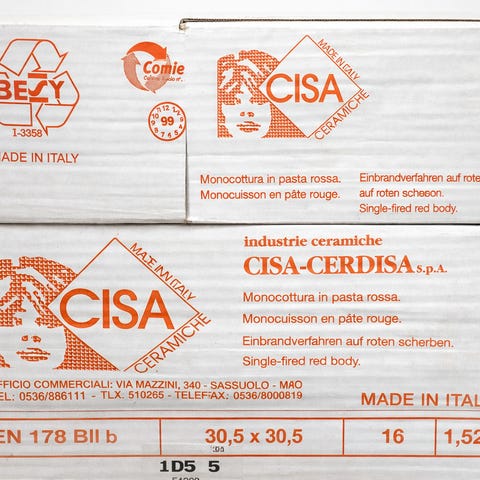 BESY
1-3358
MADE IN ITALY
Comie
99
MADE IN ITALY
CISA
CERAMICHE
Monocottura in pasta rossa.
Monocuisson en pâte rouge.
Einbrandverfahren auf rote
auf roten scherben.
Single-fired red body.
MADE IN ITALY
CISA
CERAMICHE
industrie ceramiche
CISA-CERDISA s.p.A.
Monocottura in pasta rossa.
Monocuisson en pâte rouge.
Einbrandverfahren auf roten scherben.
Single-fired red body.
FFICIO COMMERCIALI: VIA MAZZINI, 340 - SASSUOLO - MAO
EL: 0536/886111 - TLX. 510265 - TELEFAX: 0536/8000819
MADE IN ITAL
EN 178 BII b 30,5 x 30,5 16 1,52
1D5 5